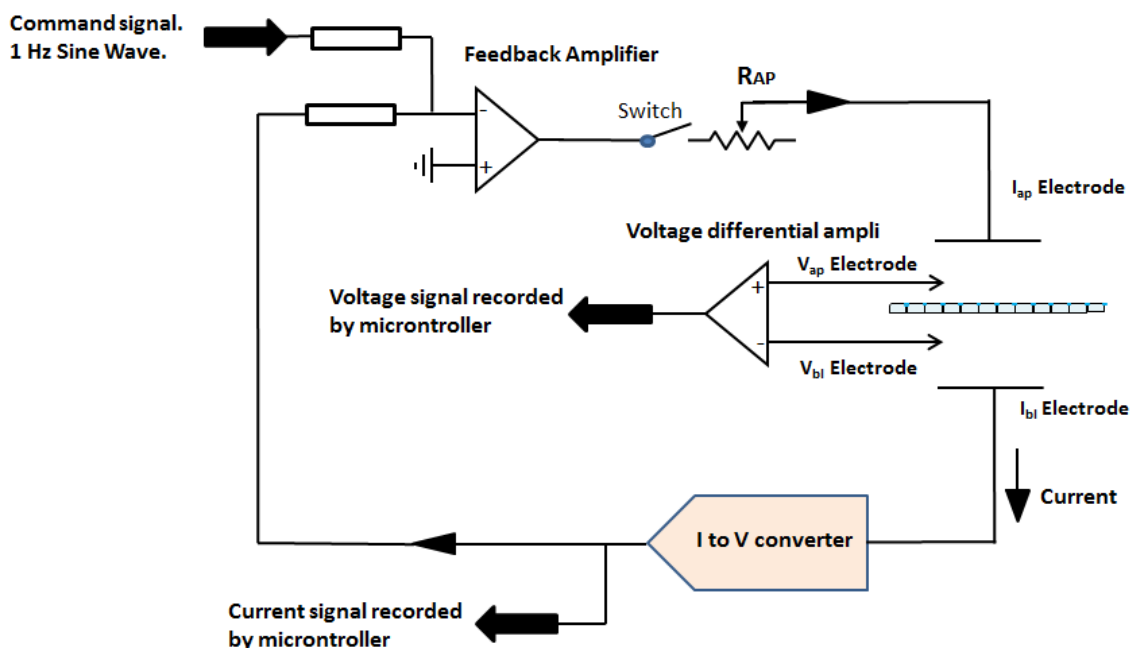 Command signal.
1 Hz Sine Wave.
Feedback Amplifier
RAP
Switch
-
+
Iap Electrode
Voltage differential ampli
Vap Electrode
+
Voltage signal recorded
by microntroller
-
Vbl Electrode
Ibl Electrode
Current
I to V converter
Current signal recorded
by microntroller